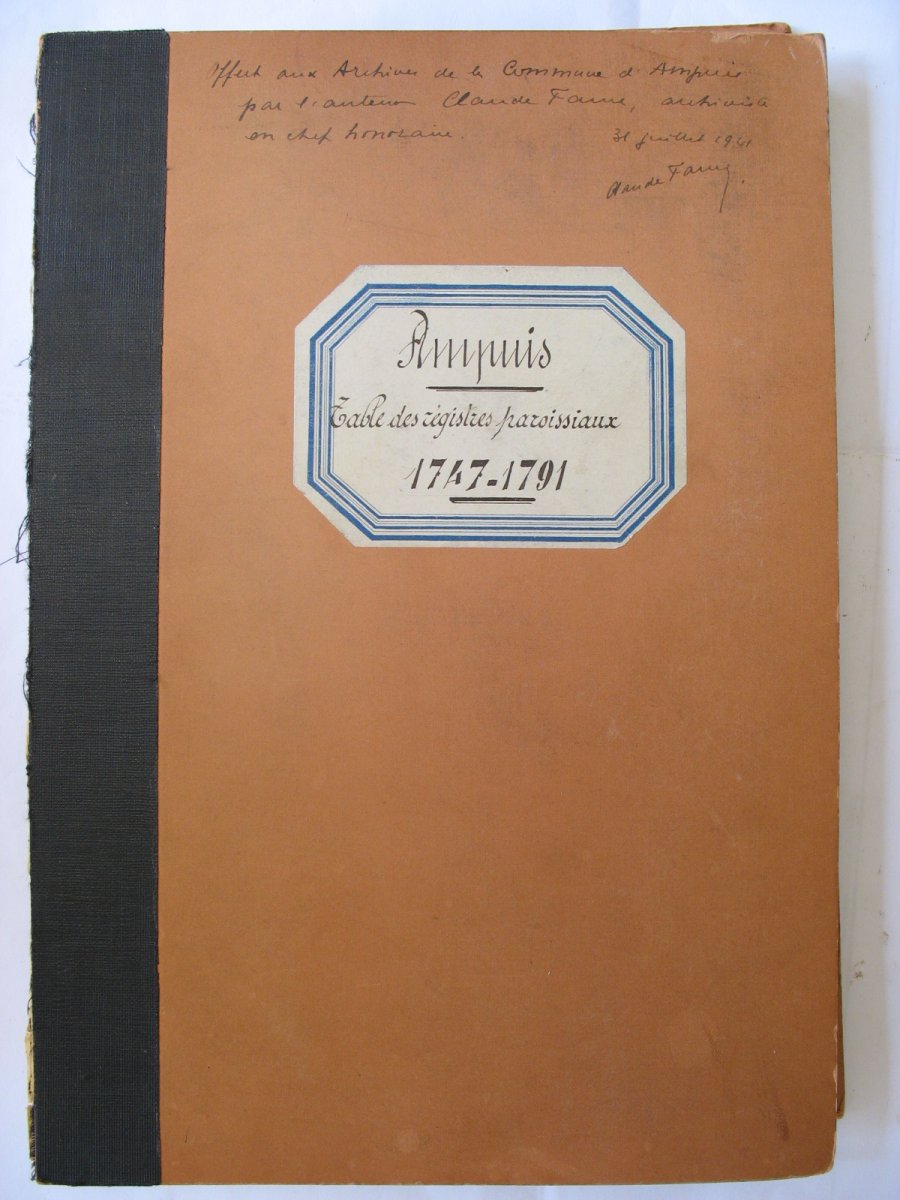 Offert aux Archives de la Commune d'Ampuis
par l'auteur Claude Faure, archiviste
en chef honoraire.
31 juillet 1941
Claude Faure.
Ampuis
Table des régistres paroissiaux
1747-1791